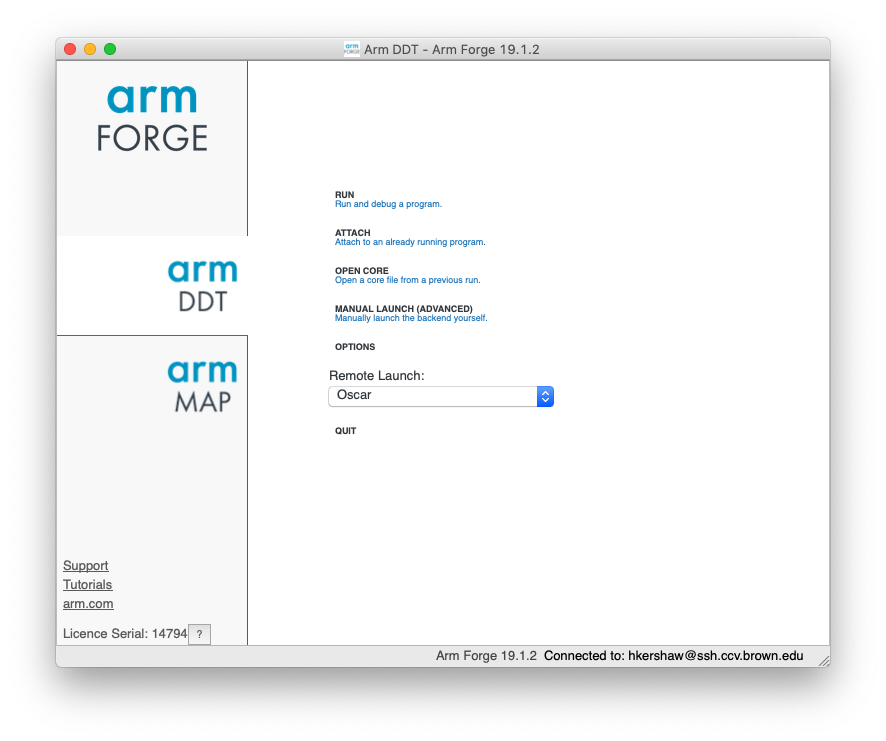 arm FORGE Arm DDT - Arm Forge 19.1.2
arm
FORGE
arm
DDT
arm
MAP
Support
Tutorials
arm.com
Licence Serial: 14794 ?
RUN
Run and debug a program.
ATTACH
Attach to an already running program.
OPEN CORE
Open a core file from a previous run.
MANUAL LAUNCH (ADVANCED)
Manually launch the backend yourself.
OPTIONS
Remote Launch:
Oscar
QUIT
Arm Forge 19.1.2 Connected to: hkershaw@ssh.ccv.brown.edu